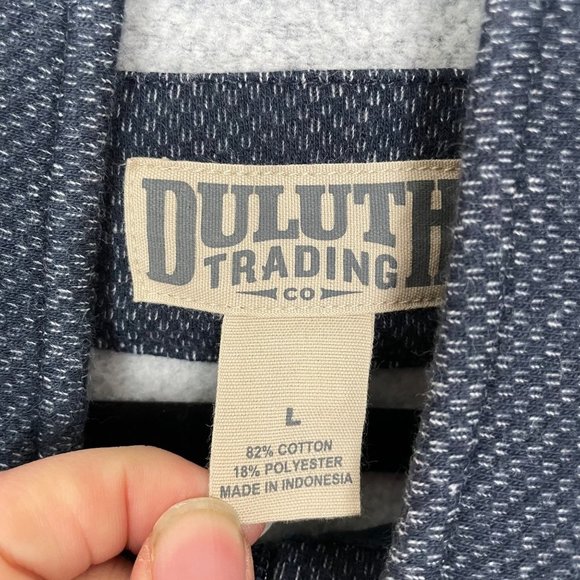 DULUTH
TRADING
CO
L
82% COTTON
18% POLYESTER
MADE IN INDONESIA